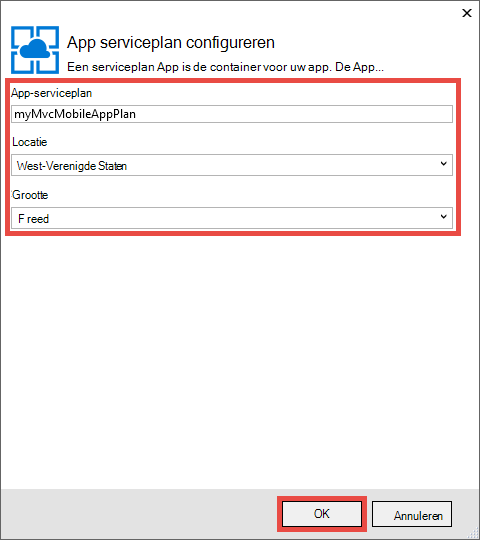 App serviceplan configureren
Een serviceplan App is de container voor uw app. De App...
App-serviceplan
myMvcMobileAppPlan
Locatie
West-Verenigde Staten
Grootte
F reed
OK
Annuleren